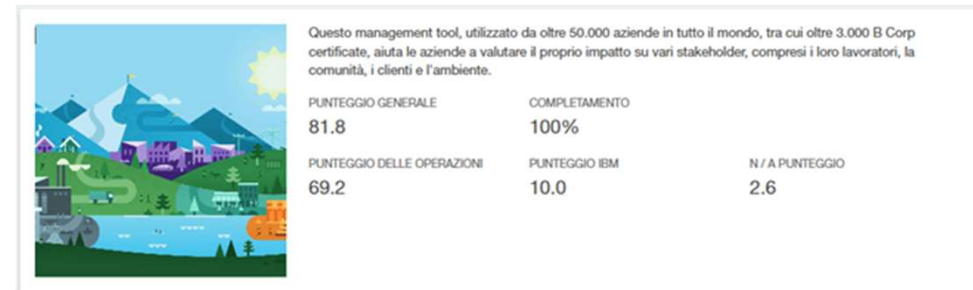 Questo management tool, utilizzato da oltre 50.000 aziende in tutto il mondo, tra cui oltre 3.000 B Corp
certificate, aiuta le aziende a valutare il proprio impatto su vari stakeholder, compresi i loro lavoratori, la
comunità, i clienti e l'ambiente.
PUNTEGGIO GENERALE COMPLETAMENTO
81.8 100%
PUNTEGGIO DELLE OPERAZIONI PUNTEGGIO IBM N / A PUNTEGGIO
69.2 10.0 2.6